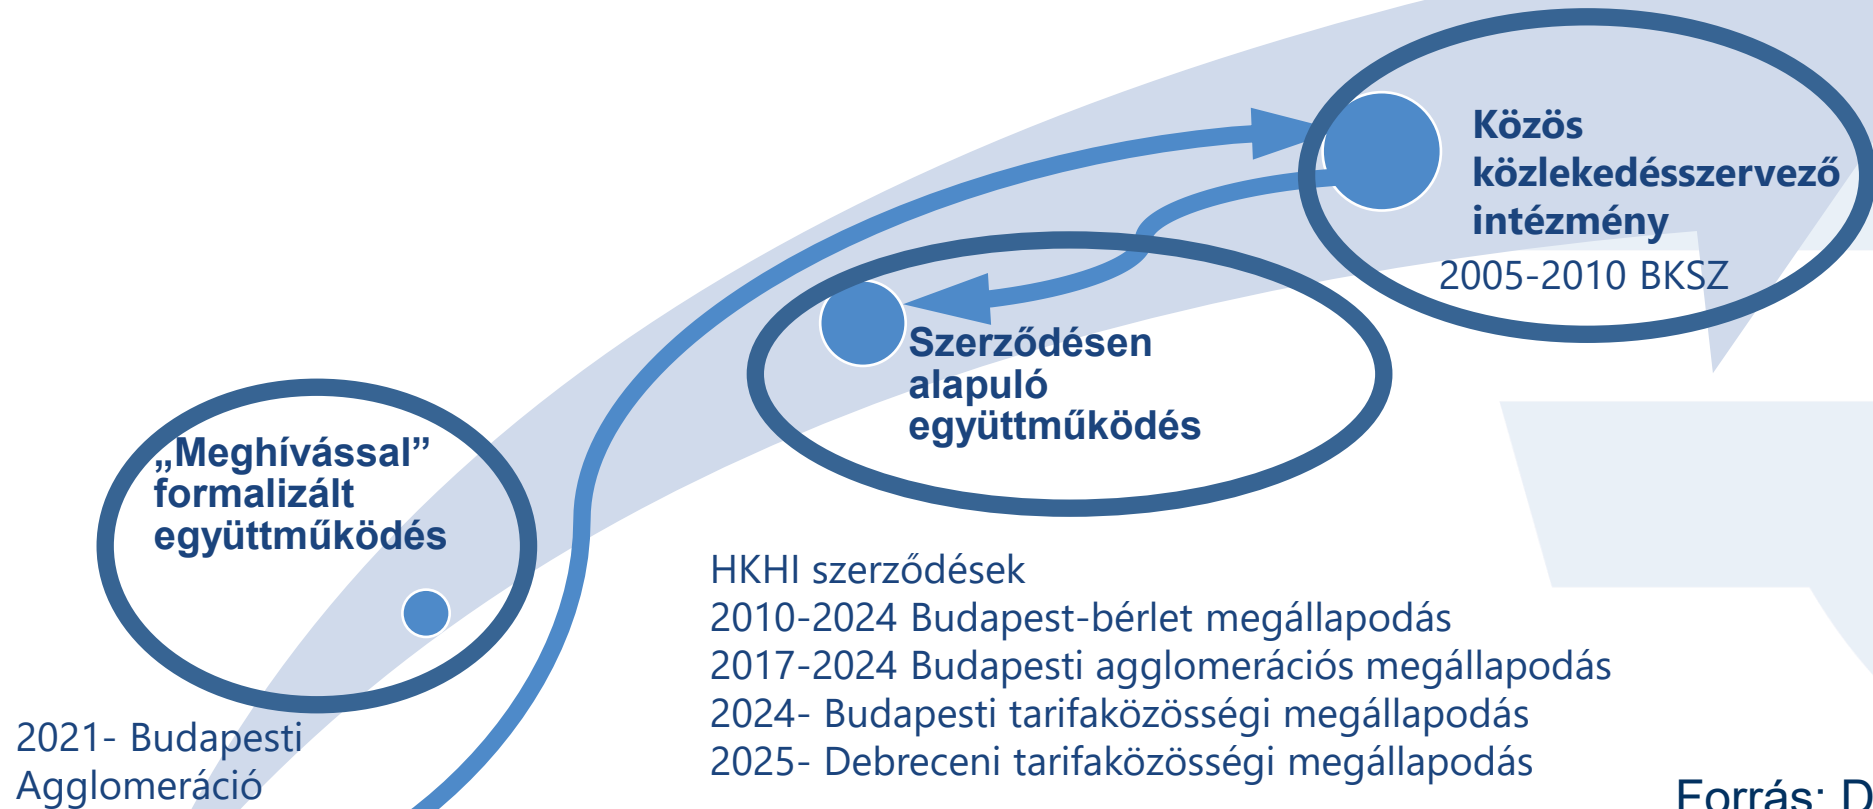 Közös
közlekedésszervező
intézmény
2005-2010 BKSZ
Szerződésen
alapuló
együttműködés
„Meghívással”
formalizált
együttműködés
HKHI szerződések
2010-2024 Budapest-bérlet megállapodás
2017-2024 Budapesti agglomerációs megállapodás
2024- Budapesti tarifaközösségi megállapodás
2025- Debreceni tarifaközösségi megállapodás
2021- Budapesti
Agglomeráció
Forrás: D